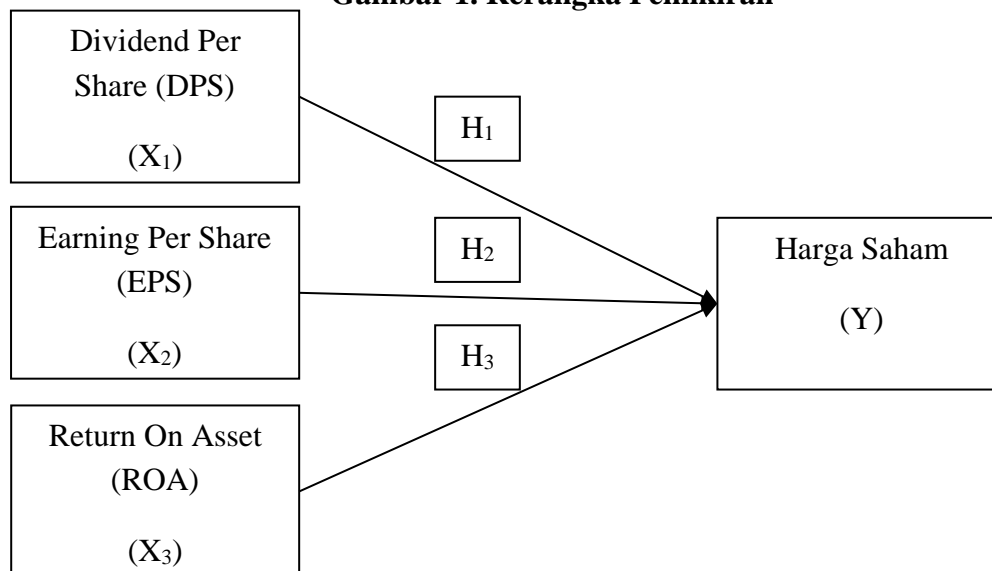 Gambar 1. Kerangka Pemikiran
Dividend Per
Share (DPS)
(X₁)
H₁
Earning Per Share
(EPS)
(X₂)
H₂
Harga Saham
(Y)
H₃
Return On Asset
(ROA)
(X₃)